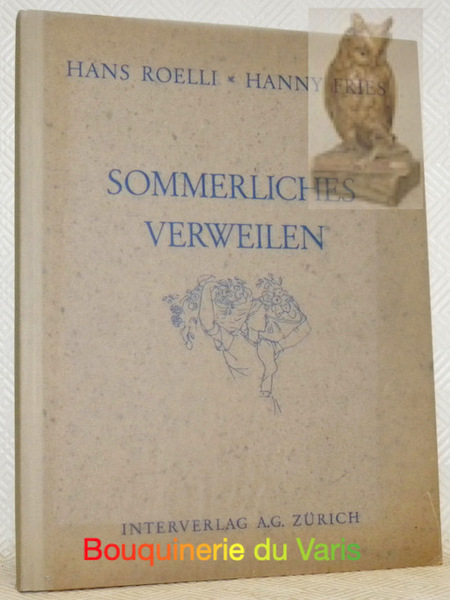 HANS ROELLI * HANNY FRIES
SOMMERLICHES
VERWEILEN
INTERVERLAG A.G. ZÜRICH
Bouquinerie du Varis